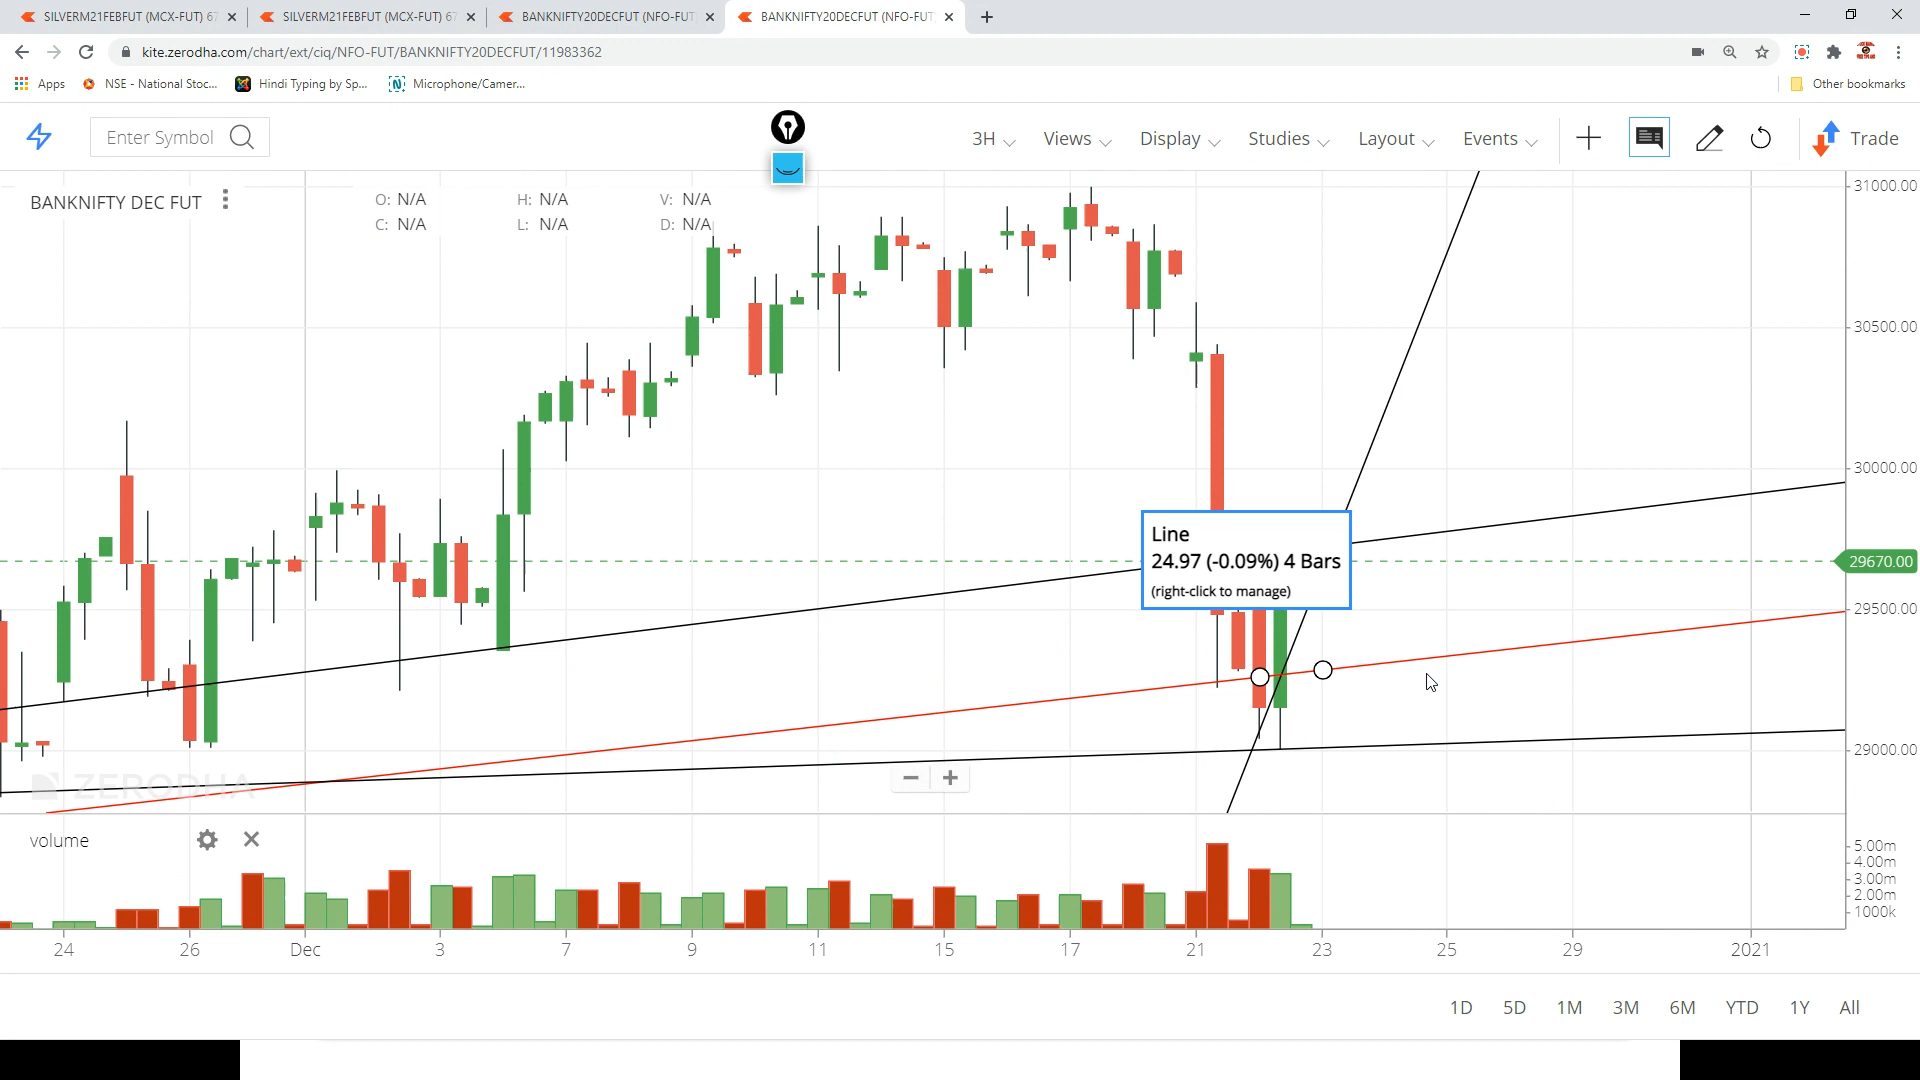 SILVERM21FEBFUT (MCX-FUT) 67
SILVERM21FEBFUT (MCX-FUT) 67
BANKNIFTY20DECFUT (NFO-FUT
BANKNIFTY20DECFUT (NFO-FUT
kite.zerodha.com/chart/ext/ciq/NFO-FUT/BANKNIFTY20DECFUT/11983362
Apps
NSE - National Stoc...
Hindi Typing by Sp...
Microphone/Camer...
Other bookmarks
Enter Symbol
3H
Views
Display
Studies
Layout
Events
Trade
BANKNIFTY DEC FUT
O: N/A
H: N/A
V: N/A
C: N/A
L: N/A
D: N/A
31000.00
30500.00
30000.00
29670.00
29500.00
29000.00
Line
24.97 (-0.09%) 4 Bars
(right-click to manage)
ZERODHA
volume
5.00m
4.00m
3.00m
2.00m
1000k
24
26
Dec
3
7
9
11
15
17
21
23
25
29
2021
1D
5D
1M
3M
6M
YTD
1Y
All